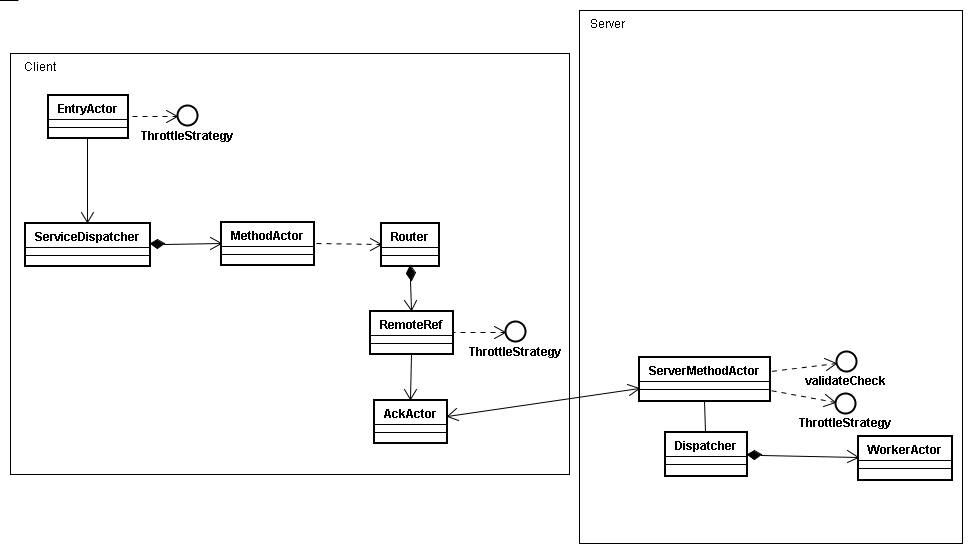 Server
Client
EntryActor
ThrottleStrategy
ServiceDispatcher
MethodActor
Router
RemoteRef
ThrottleStrategy
AckActor
ServerMethodActor
validateCheck
ThrottleStrategy
Dispatcher
WorkerActor